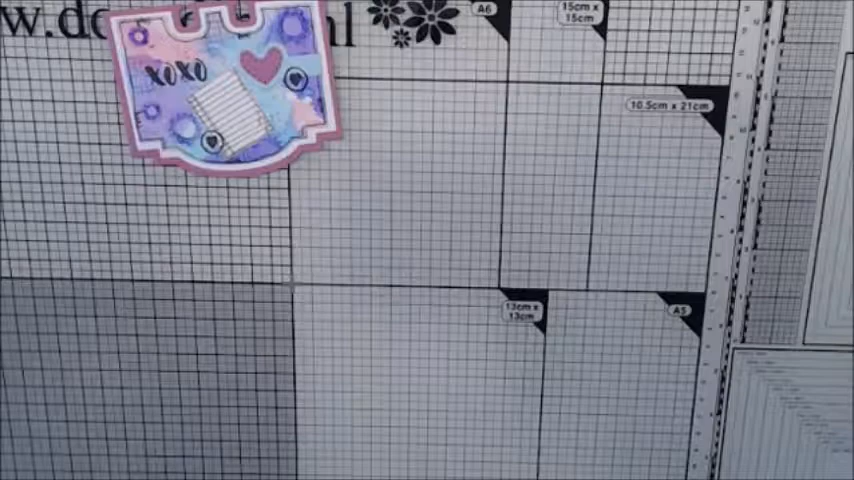 w.do
nl
A6
15cm x
15cm
xoxo
10.5cm x 21cm
13cm x
13cm
A5